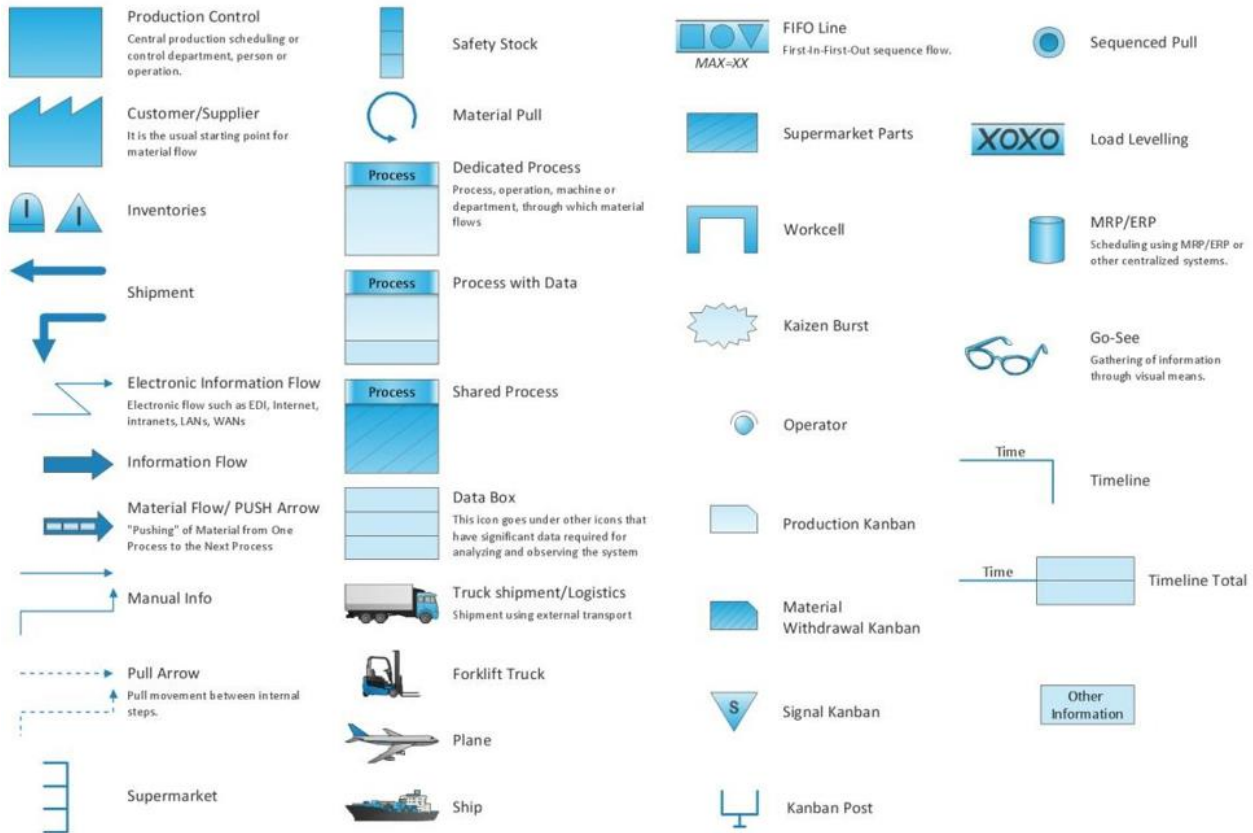 Production Control
Central production scheduling or
control department, person or
operation.
Customer/Supplier
It is the usual starting point for
material flow
I
I
Inventories
Shipment
Electronic Information Flow
Electronic flow such as EDI, Internet,
intranets, LANs, WANs
Information Flow
Material Flow/ PUSH Arrow
"Pushing" of Material from One
Process to the Next Process
Manual Info
Pull Arrow
Pull movement between internal
steps.
Supermarket
Safety Stock
Material Pull
Process
Dedicated Process
Process, operation, machine or
department, through which material
flows
Process
Process with Data
Process
Shared Process
Data Box
This icon goes under other icons that
have significant data required for
analyzing and observing the system
Truck shipment/Logistics
Shipment using external transport
Forklift Truck
Plane
Ship
MAX=XX
FIFO Line
First-In-First-Out sequence flow.
Supermarket Parts
Workcell
Kaizen Burst
Operator
Production Kanban
Material
Withdrawal Kanban
S
Signal Kanban
Kanban Post
Sequenced Pull
XOXO
Load Levelling
MRP/ERP
Scheduling using MRP/ERP or
other centralized systems.
Go-See
Gathering of information
through visual means.
Time
Timeline
Time
Timeline Total
Other
Information